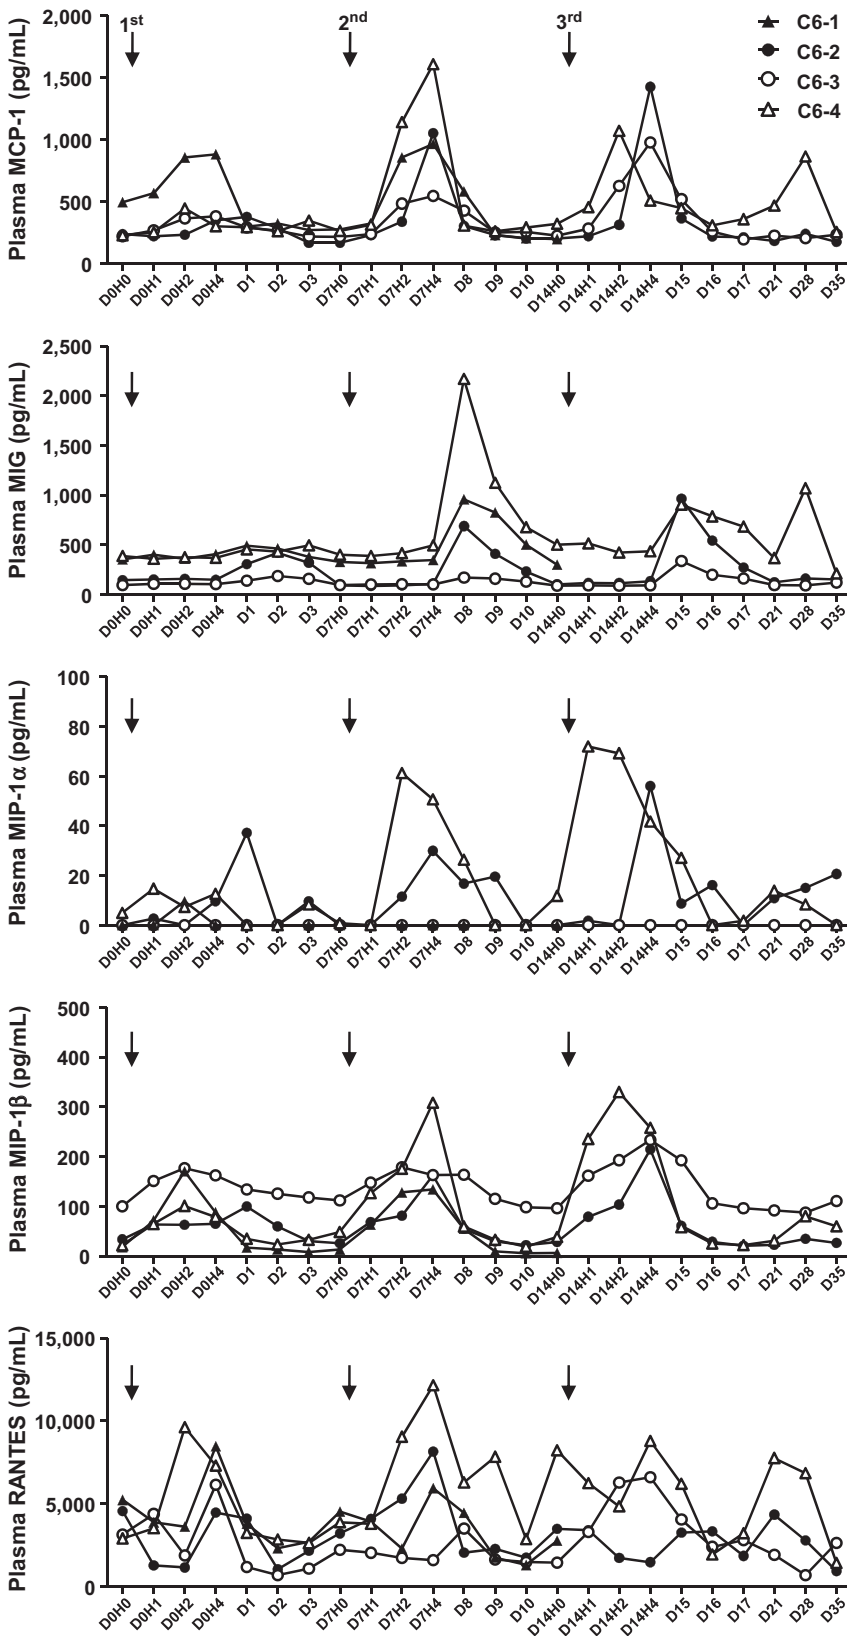 Plasma MCP-1 (pg/mL)
2,000
1,500
1,000
500
0
1st
2nd
3rd
C6-1
C6-2
C6-3
C6-4
D0H0 D0H1 D0H2 D0H4 D1 D2 D3 D7H0 D7H1 D7H2 D7H4 D8 D9 D10 D14H0 D14H1 D14H2 D14H4 D15 D16 D17 D21 D28 D35
Plasma MIG (pg/mL)
2,500
2,000
1,500
1,000
500
0
D0H0 D0H1 D0H2 D0H4 D1 D2 D3 D7H0 D7H1 D7H2 D7H4 D8 D9 D10 D14H0 D14H1 D14H2 D14H4 D15 D16 D17 D21 D28 D35
Plasma MIP-1α (pg/mL)
100
80
60
40
20
0
D0H0 D0H1 D0H2 D0H4 D1 D2 D3 D7H0 D7H1 D7H2 D7H4 D8 D9 D10 D14H0 D14H1 D14H2 D14H4 D15 D16 D17 D21 D28 D35
Plasma MIP-1β (pg/mL)
500
400
300
200
100
0
D0H0 D0H1 D0H2 D0H4 D1 D2 D3 D7H0 D7H1 D7H2 D7H4 D8 D9 D10 D14H0 D14H1 D14H2 D14H4 D15 D16 D17 D21 D28 D35
Plasma RANTES (pg/mL)
15,000
10,000
5,000
0
D0H0 D0H1 D0H2 D0H4 D1 D2 D3 D7H0 D7H1 D7H2 D7H4 D8 D9 D10 D14H0 D14H1 D14H2 D14H4 D15 D16 D17 D21 D28 D35